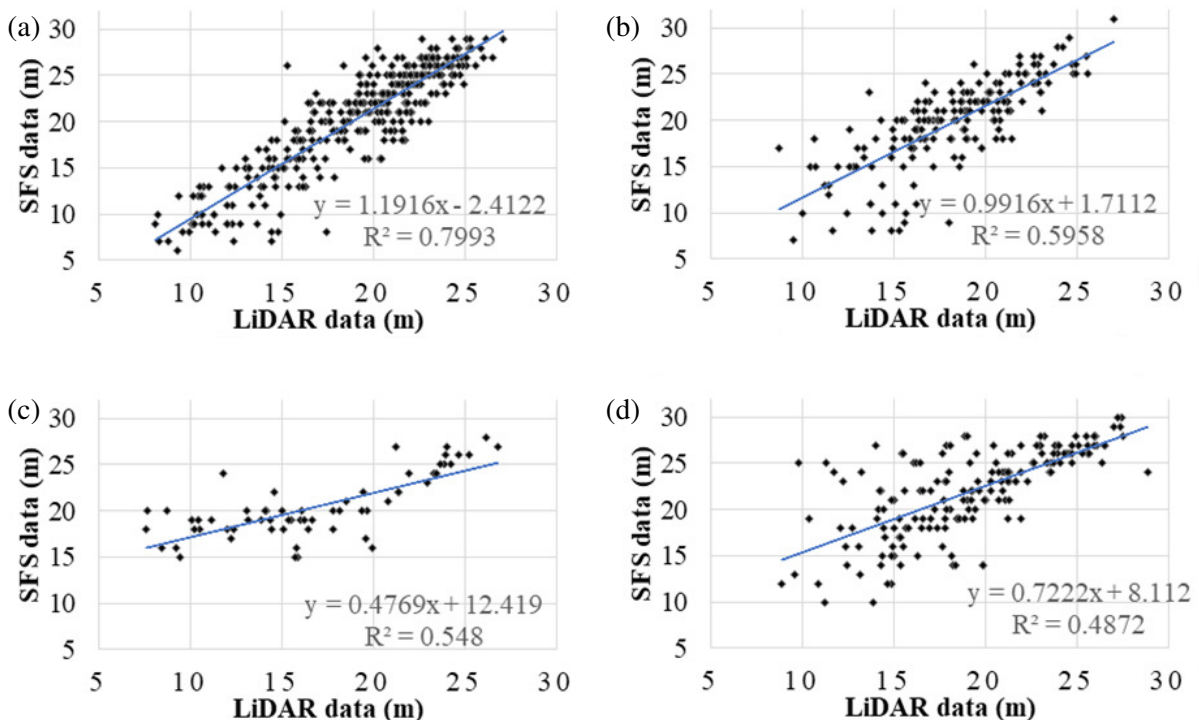 (a)
SFS data (m)
30
25
20
15
10
5
y = 1.1916x - 2.4122
R² = 0.7993
5 10 15 20 25 30
LiDAR data (m)
(b)
SFS data (m)
30
25
20
15
10
5
y = 0.9916x + 1.7112
R² = 0.5958
5 10 15 20 25 30
LiDAR data (m)
(c)
SFS data (m)
30
25
20
15
10
5
y = 0.4769x + 12.419
R² = 0.548
5 10 15 20 25 30
LiDAR data (m)
(d)
SFS data (m)
30
25
20
15
10
5
y = 0.7222x + 8.112
R² = 0.4872
5 10 15 20 25 30
LiDAR data (m)